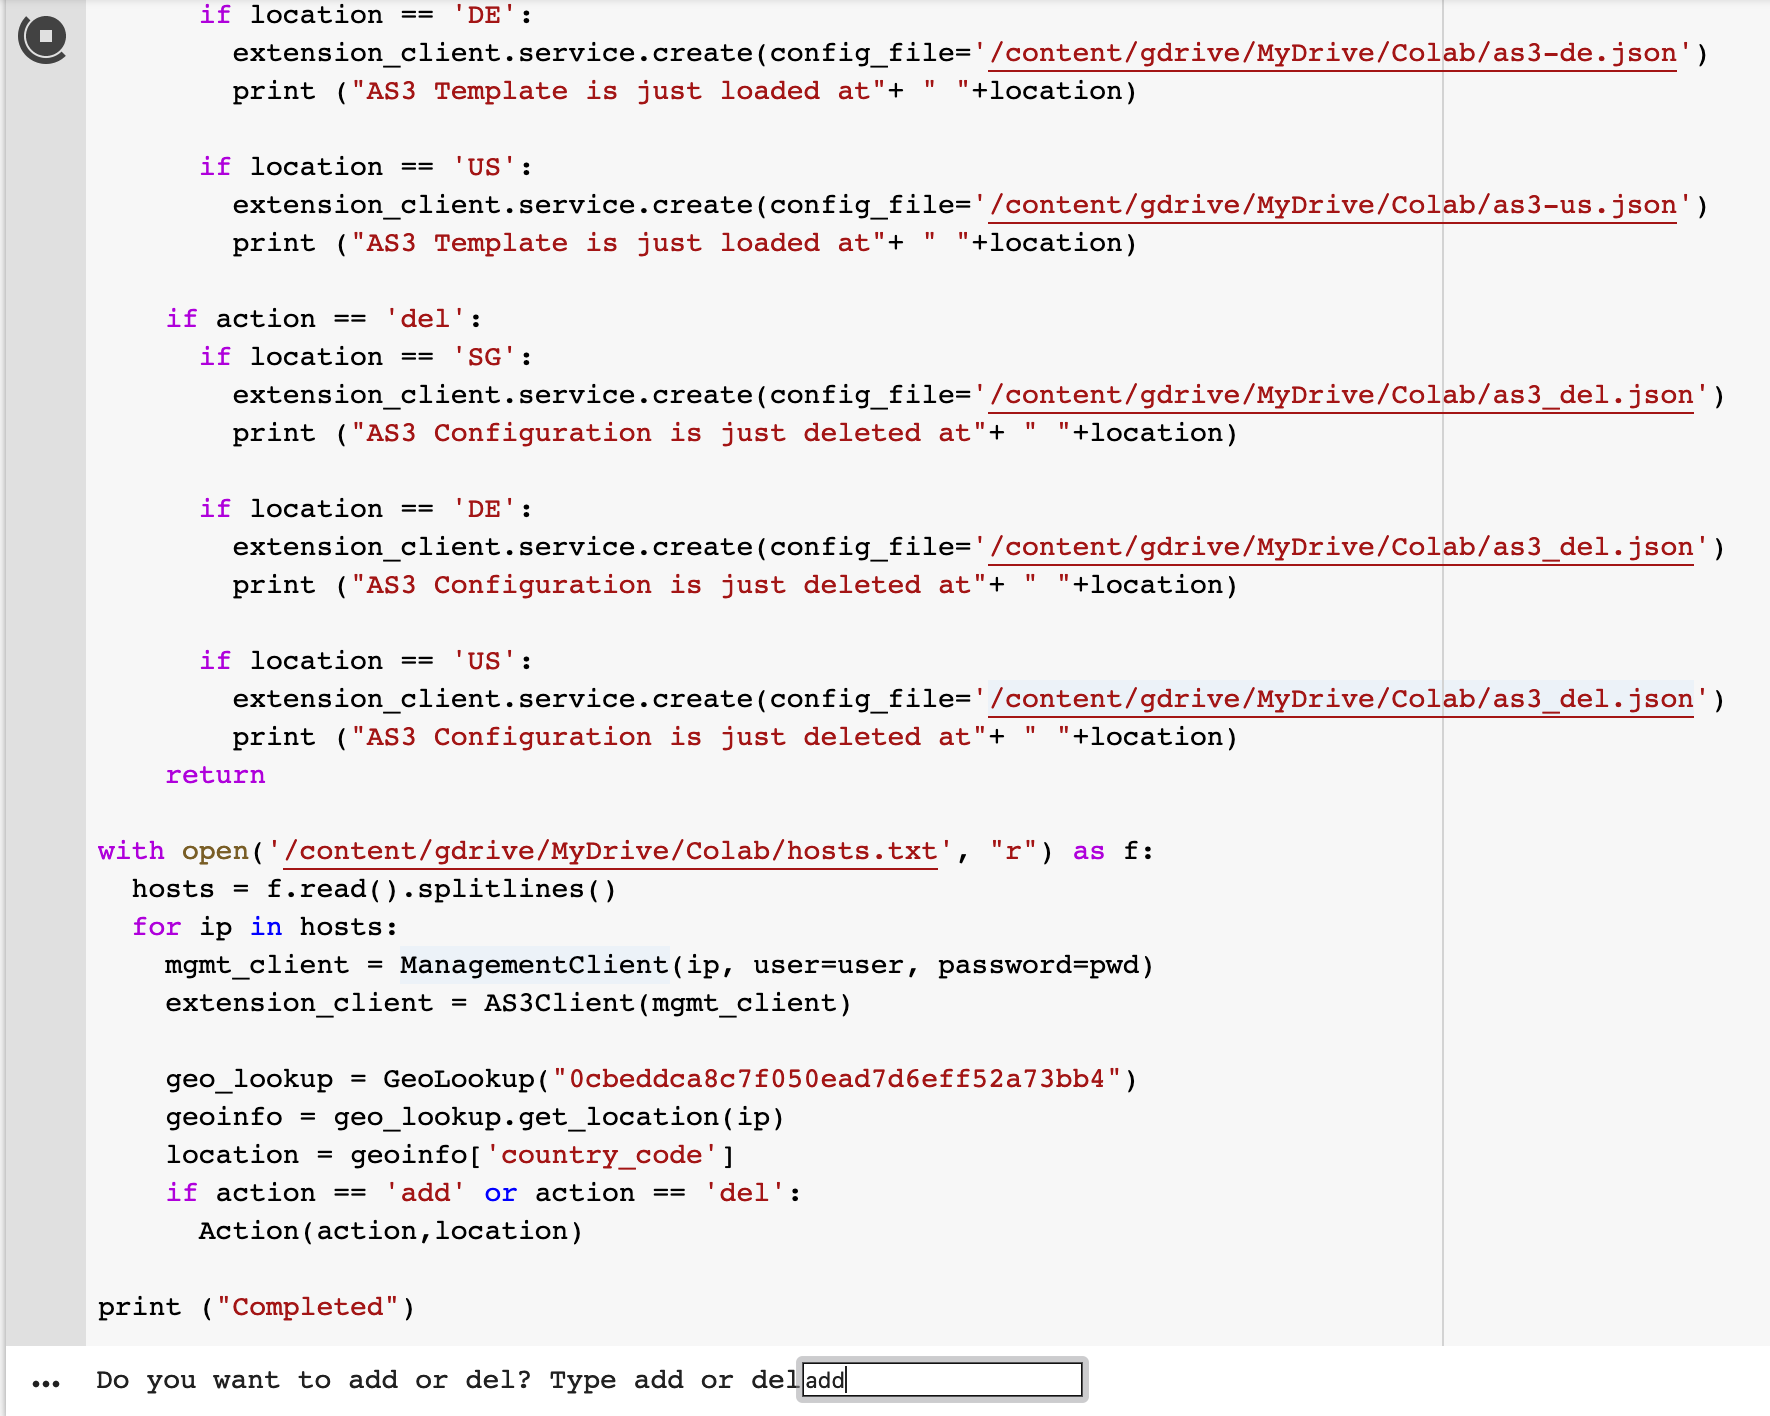 if location == 'DE':
extension_client.service.create(config_file='/content/gdrive/MyDrive/Colab/as3-de.json')
print ("AS3 Template is just loaded at"+ " "+location)
if location == 'US':
extension_client.service.create(config_file='/content/gdrive/MyDrive/Colab/as3-us.json')
print ("AS3 Template is just loaded at"+ " "+location)
if action == 'del':
if location == 'SG':
extension_client.service.create(config_file='/content/gdrive/MyDrive/Colab/as3_del.json')
print ("AS3 Configuration is just deleted at"+ " "+location)
if location == 'DE':
extension_client.service.create(config_file='/content/gdrive/MyDrive/Colab/as3_del.json')
print ("AS3 Configuration is just deleted at"+ " "+location)
if location == 'US':
extension_client.service.create(config_file='/content/gdrive/MyDrive/Colab/as3_del.json')
print ("AS3 Configuration is just deleted at"+ " "+location)
return
with open('/content/gdrive/MyDrive/Colab/hosts.txt', "r") as f:
hosts = f.read().splitlines()
for ip in hosts:
mgmt_client = ManagementClient(ip, user=user, password=pwd)
extension_client = AS3Client(mgmt_client)
geo_lookup = GeoLookup("0cbeddca8c7f050ead7d6eff52a73bb4")
geoinfo = geo_lookup.get_location(ip)
location = geoinfo['country_code']
if action == 'add' or action == 'del':
Action(action,location)
print ("Completed")
Do you want to add or del? Type add or del add